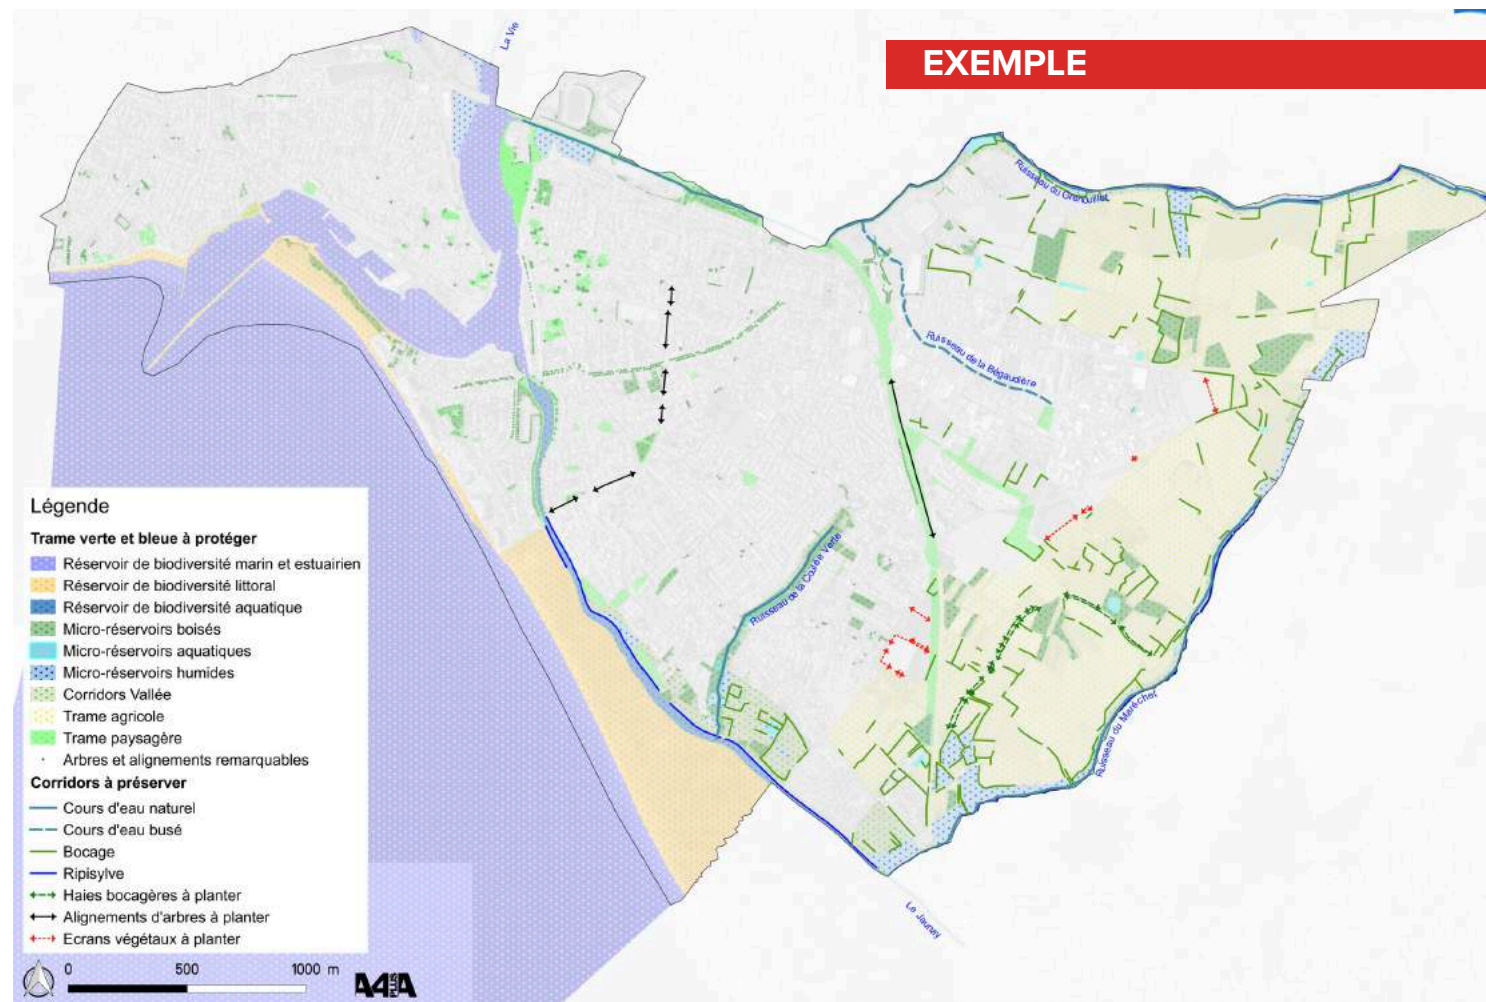 La Vie
EXEMPLE
Ruisseau du Grenouillet
Ruisseau de la Bégaudière
Ruisseau de la Coulée Verte
Ruisseau du Maréchet
Le Jaunay
Légende
Trame verte et bleue à protéger
Réservoir de biodiversité marin et estuairien
Réservoir de biodiversité littoral
Réservoir de biodiversité aquatique
Micro-réservoirs boisés
Micro-réservoirs aquatiques
Micro-réservoirs humides
Corridors Vallée
Trame agricole
Trame paysagère
Arbres et alignements remarquables
Corridors à préserver
Cours d'eau naturel
Cours d'eau busé
Bocage
Ripisylve
Haies bocagères à planter
Alignements d'arbres à planter
Ecrans végétaux à planter
0 500 1000 m
A4 PLUS A